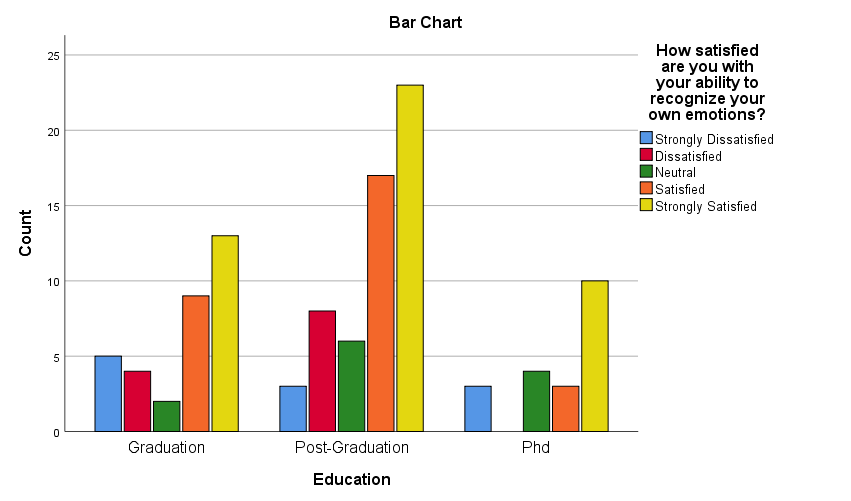 Bar Chart
25
20
15
10
5
0
Count
Graduation
Post-Graduation
Phd
Education
How satisfied
are you with
your ability to
recognize your
own emotions?
Strongly Dissatisfied
Dissatisfied
Neutral
Satisfied
Strongly Satisfied